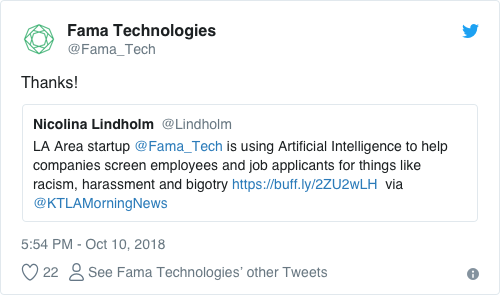 Fama Technologies
@Fama_Tech
Thanks!
Nicolina Lindholm @Lindholm
LA Area startup @Fama_Tech is using Artificial Intelligence to help
companies screen employees and job applicants for things like
racism, harassment and bigotry https://buff.ly/2ZU2wLH via
@KTLAMorningNews
5:54 PM - Oct 10, 2018
22 See Fama Technologies’ other Tweets